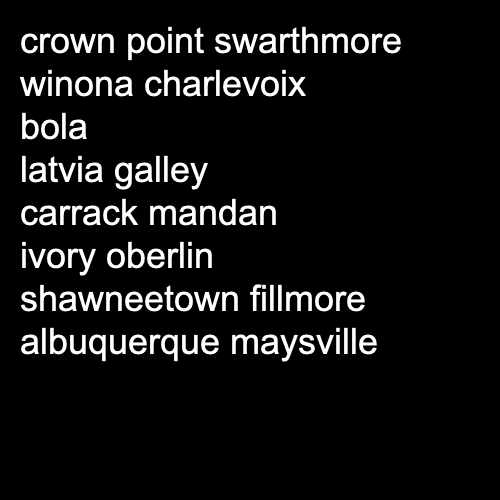 crown point swarthmore
winona charlevoix
bola
latvia galley
carrack mandan
ivory oberlin
shawneetown fillmore
albuquerque maysville